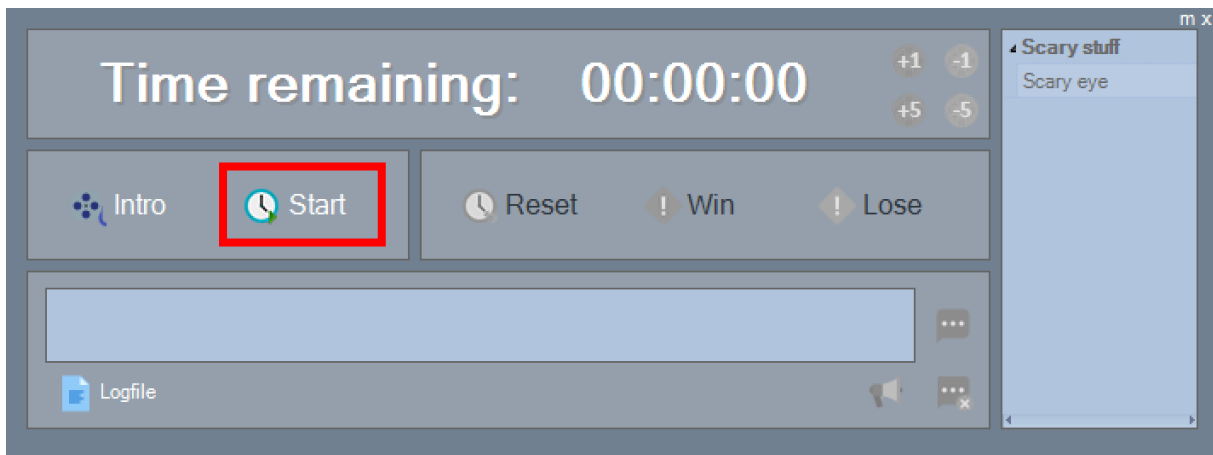 m x
Time remaining: 00:00:00
+1 -1
+5 -5
Scary stuff
Scary eye
Intro
Start
Reset
Win
Lose
Logfile